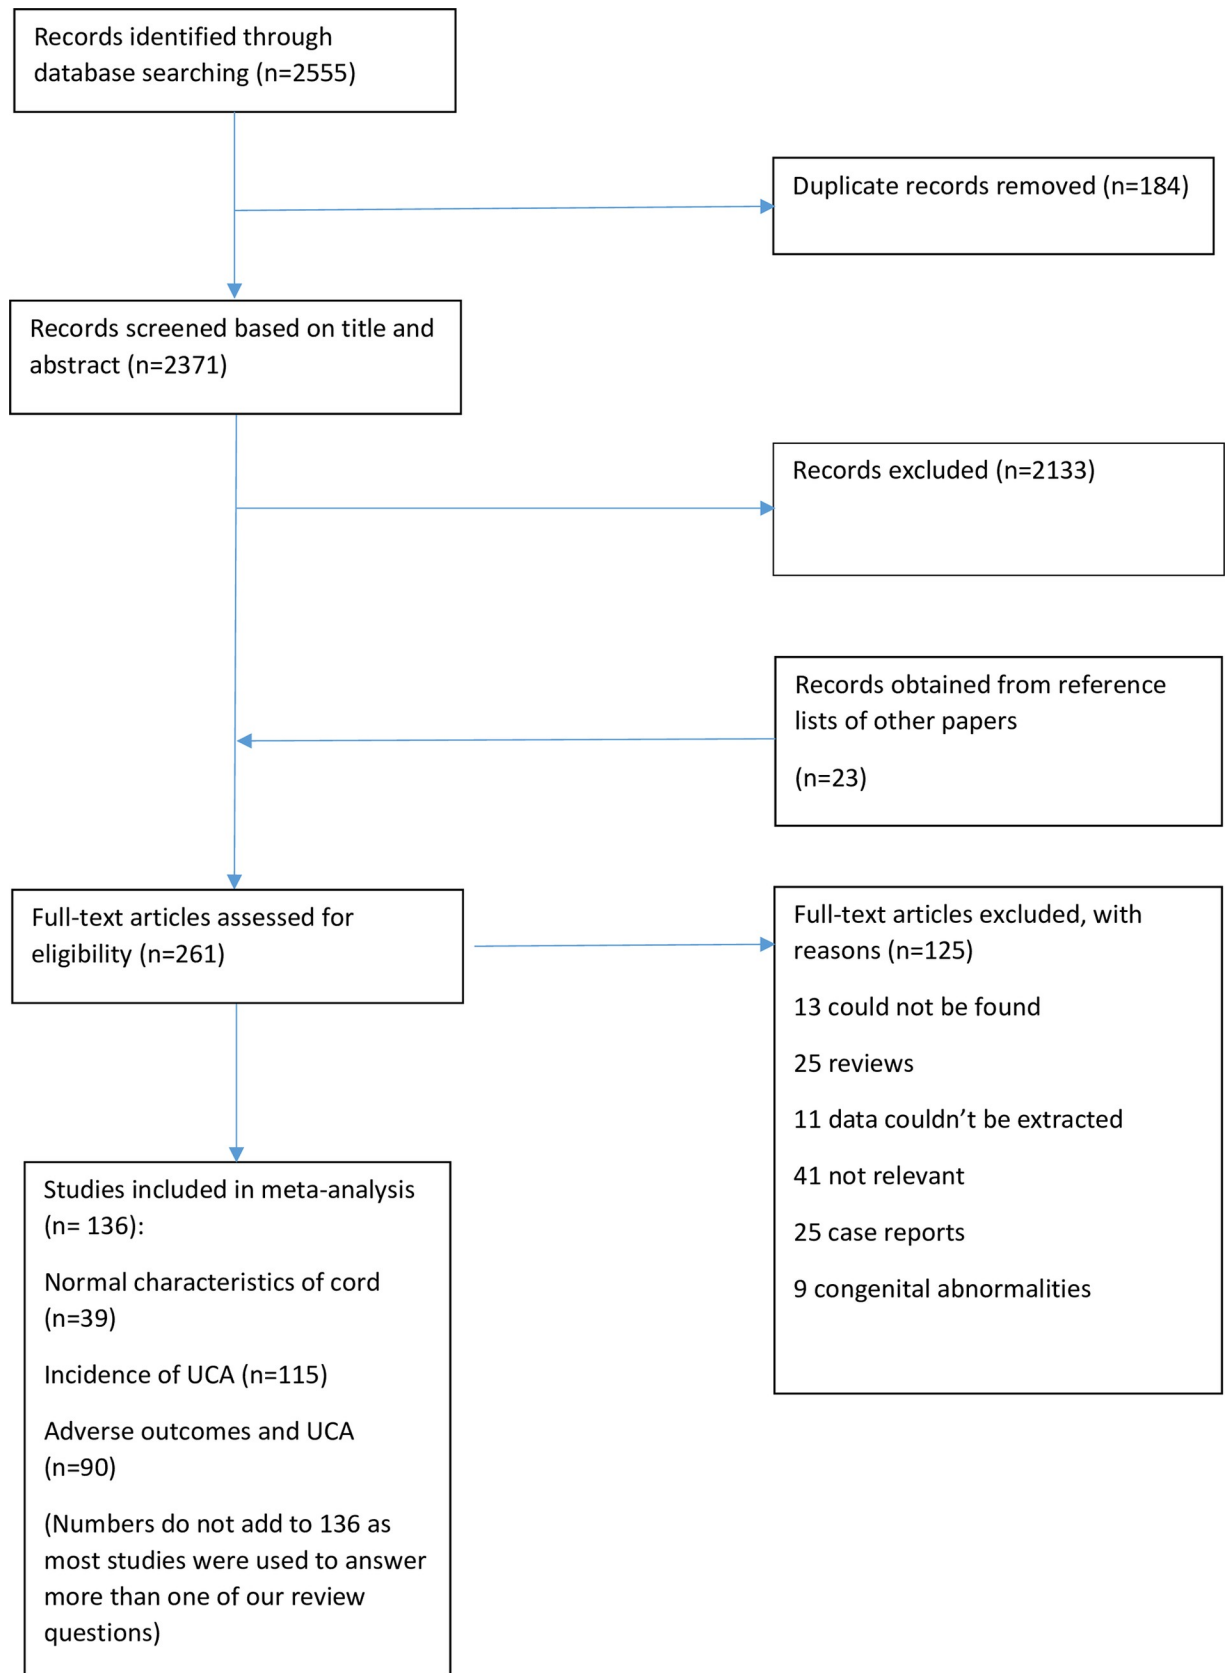 Records identified through
database searching (n=2555)
Duplicate records removed (n=184)
Records screened based on title and
abstract (n=2371)
Records excluded (n=2133)
Records obtained from reference
lists of other papers
(n=23)
Full-text articles assessed for
eligibility (n=261)
Full-text articles excluded, with
reasons (n=125)
13 could not be found
25 reviews
11 data couldn’t be extracted
41 not relevant
25 case reports
9 congenital abnormalities
Studies included in meta-analysis
(n= 136):
Normal characteristics of cord
(n=39)
Incidence of UCA (n=115)
Adverse outcomes and UCA
(n=90)
(Numbers do not add to 136 as
most studies were used to answer
more than one of our review
questions)